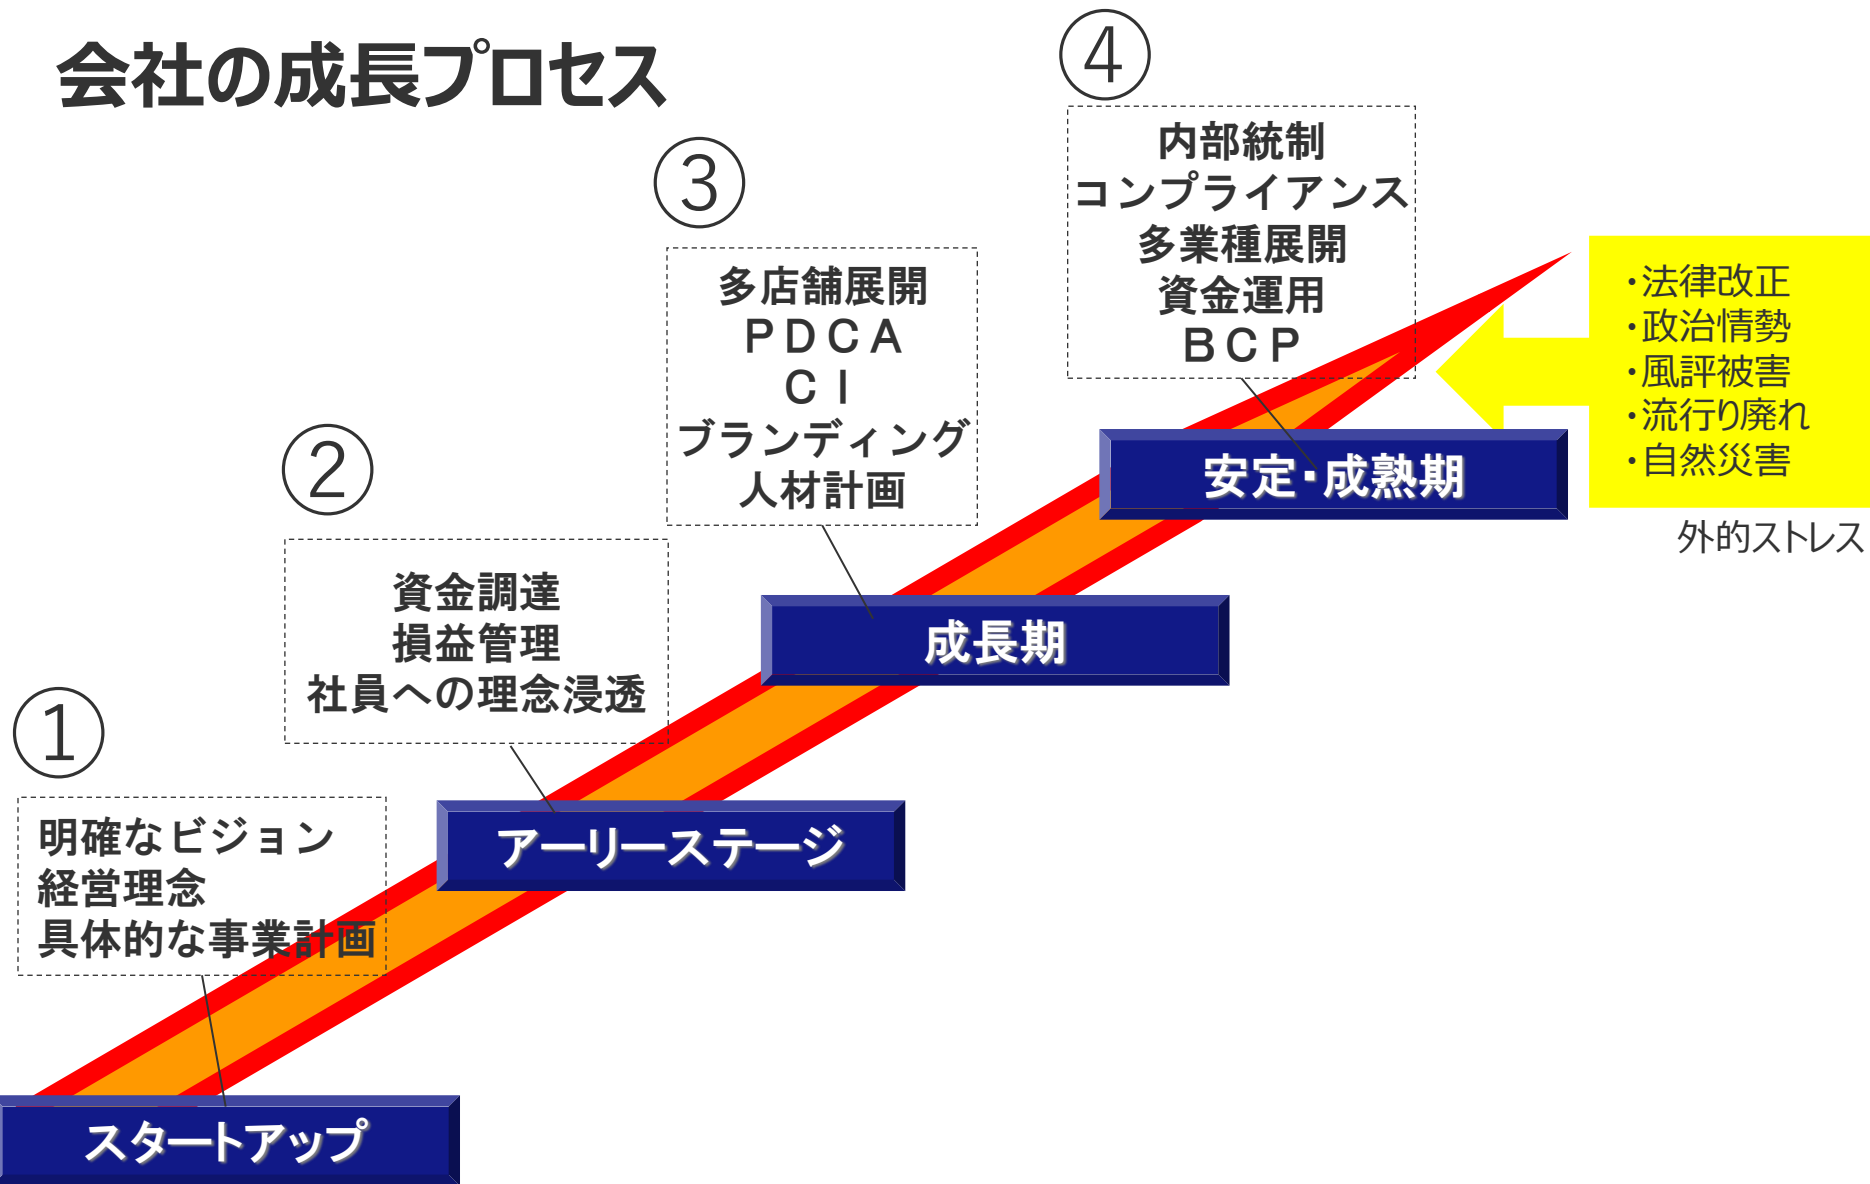 会社の成長プロセス
①
明確なビジョン
経営理念
具体的な事業計画
スタートアップ
②
資金調達
損益管理
社員への理念浸透
アーリーステージ
③
多店舗展開
ＰＤＣＡ
ＣＩ
ブランディング
人材計画
成長期
④
内部統制
コンプライアンス
多業種展開
資金運用
ＢＣＰ
安定・成熟期
・法律改正
・政治情勢
・風評被害
・流行り廃れ
・自然災害
外的ストレス